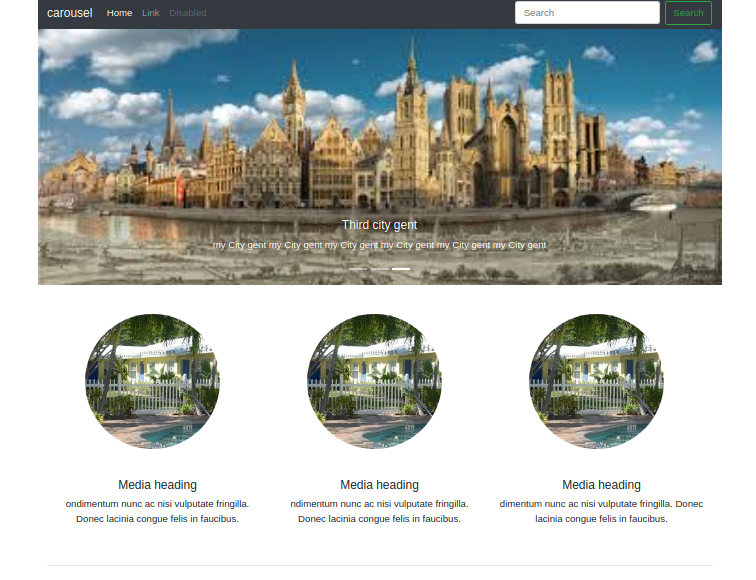 carousel Home Link Disabled Search Search
Third city gent
my City gent my City gent my City gent my City gent my City gent my City gent
Media heading
ondimentum nunc ac nisi vulputate fringilla.
Donec lacinia congue felis in faucibus.
Media heading
ndimentum nunc ac nisi vulputate fringilla.
Donec lacinia congue felis in faucibus.
Media heading
dimentum nunc ac nisi vulputate fringilla. Donec
lacinia congue felis in faucibus.